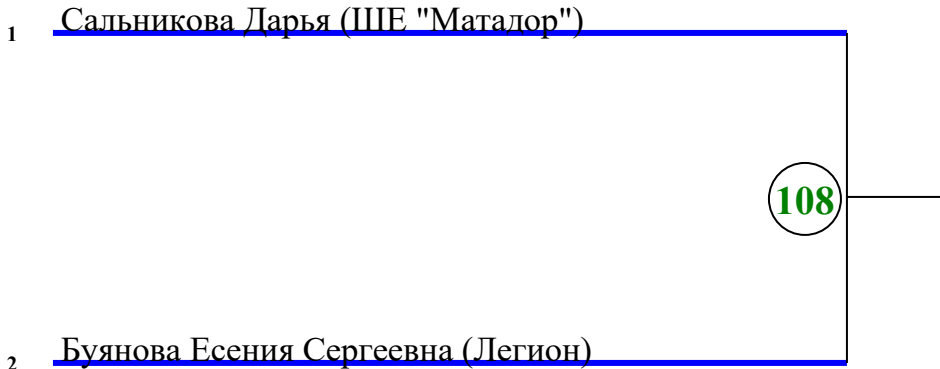 1 Сальникова Дарья (ШЕ "Матадор")
108
2 Буянова Есения Сергеевна (Легион)